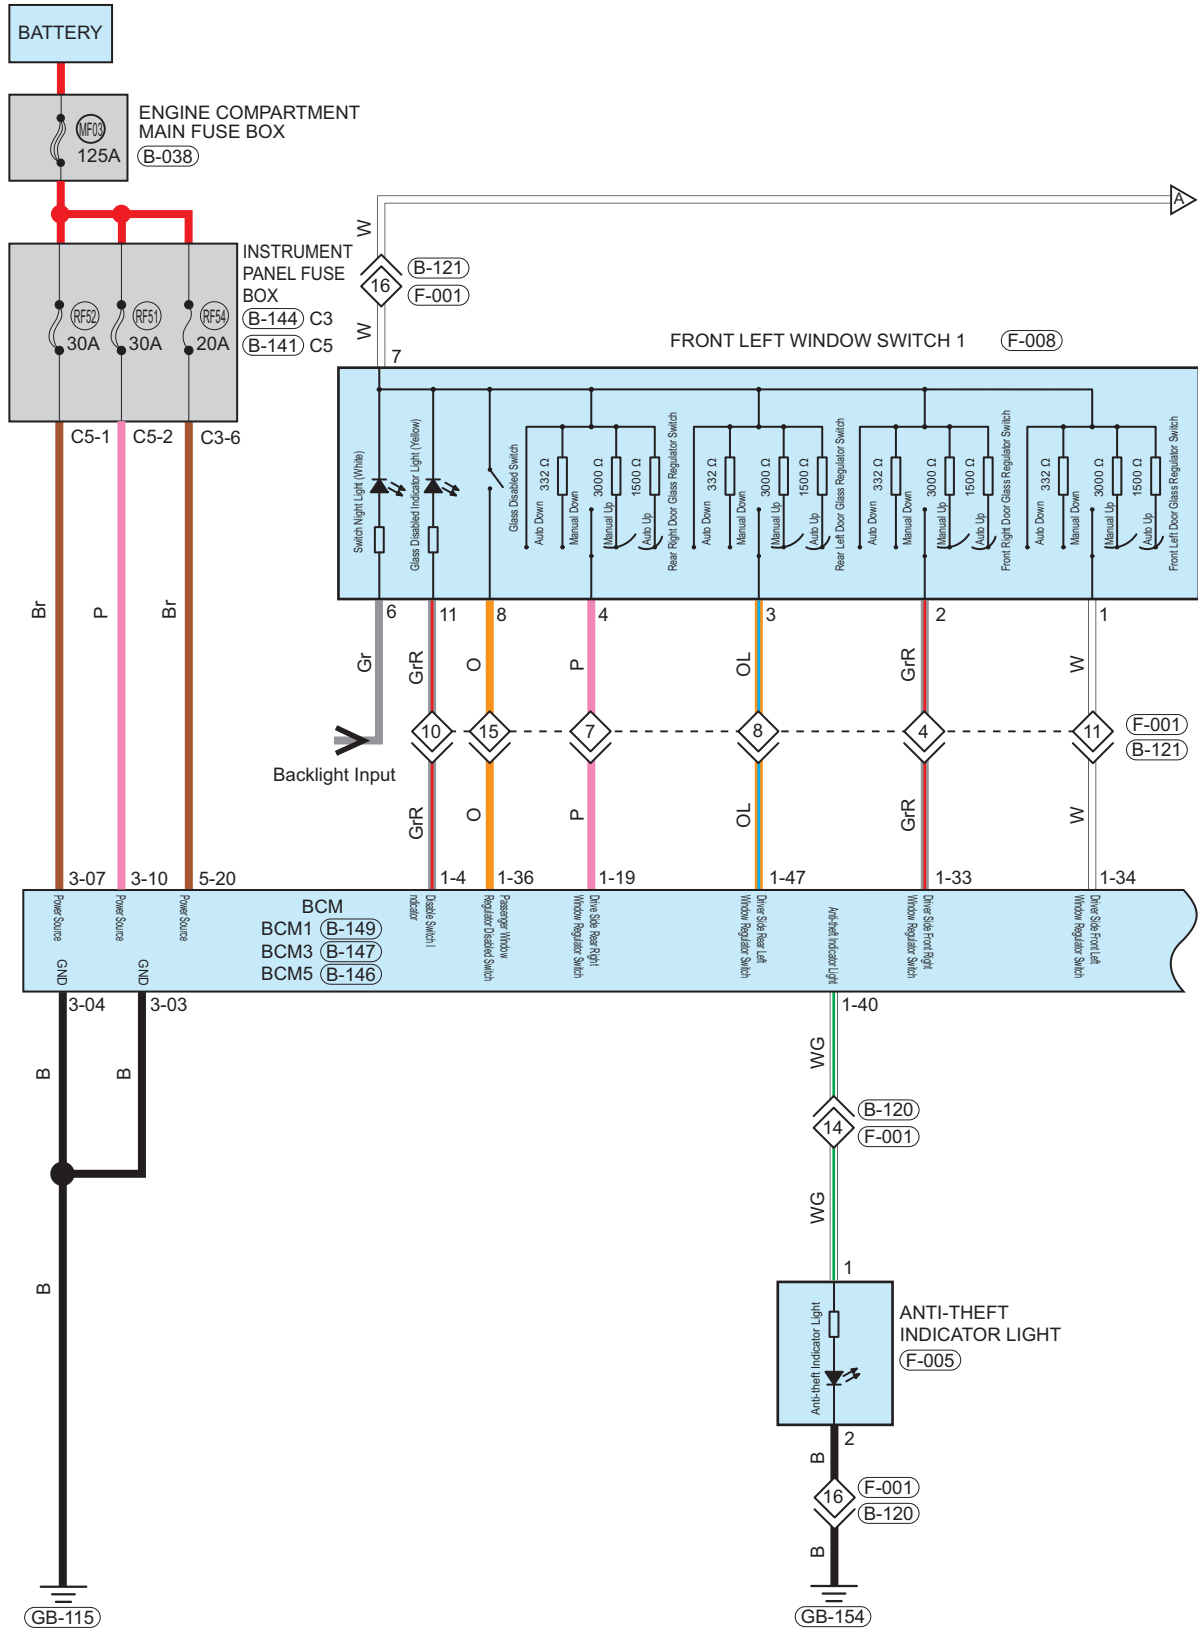 BATTERY
MF03
125A
ENGINE COMPARTMENT
MAIN FUSE BOX
B-038
A
W
16
B-121
F-001
W
7
INSTRUMENT
PANEL FUSE
BOX
B-144 C3
B-141 C5
RF52
30A
RF51
30A
RF54
20A
C5-1
C5-2
C3-6
FRONT LEFT WINDOW SWITCH 1
F-008
Switch Night Light (White)
Glass Disabled Indicator Light (Yellow)
Glass Disabled Switch
Auto Down
332 Ω
Manual Down
3000 Ω
Manual Up
1500 Ω
Auto Up
Rear Right Door Glass Regulator Switch
Auto Down
332 Ω
Manual Down
3000 Ω
Manual Up
1500 Ω
Auto Up
Rear Left Door Glass Regulator Switch
Auto Down
332 Ω
Manual Down
3000 Ω
Manual Up
1500 Ω
Auto Up
Front Right Door Glass Regulator Switch
Auto Down
332 Ω
Manual Down
3000 Ω
Manual Up
1500 Ω
Auto Up
Front Left Door Glass Regulator Switch
6
11
8
4
3
2
1
Br
P
Br
Gr
GrR
O
P
OL
GrR
W
10
15
7
8
4
11
F-001
B-121
Backlight Input
GrR
O
P
OL
GrR
W
3-07
3-10
5-20
1-4
1-36
1-19
1-47
1-33
1-34
Power Source
Power Source
Power Source
BCM
BCM1 B-149
BCM3 B-147
BCM5 B-146
Disable Switch I
ndicator
Passenger Window
Regulator Disabled Switch
Drive Side Rear Right
Window Regulator Switch
Driver Side Rear Left
Window Regulator Switch
Anti-theft Indicator Light
Driver Side Front Right
Window Regulator Switch
Driver Side Front Left
Window Regulator Switch
GND
GND
3-04
3-03
1-40
B
B
WG
14
B-120
F-001
WG
B
1
Anti-theft Indicator Light
ANTI-THEFT
INDICATOR LIGHT
F-005
2
B
16
F-001
B-120
B
GB-115
GB-154